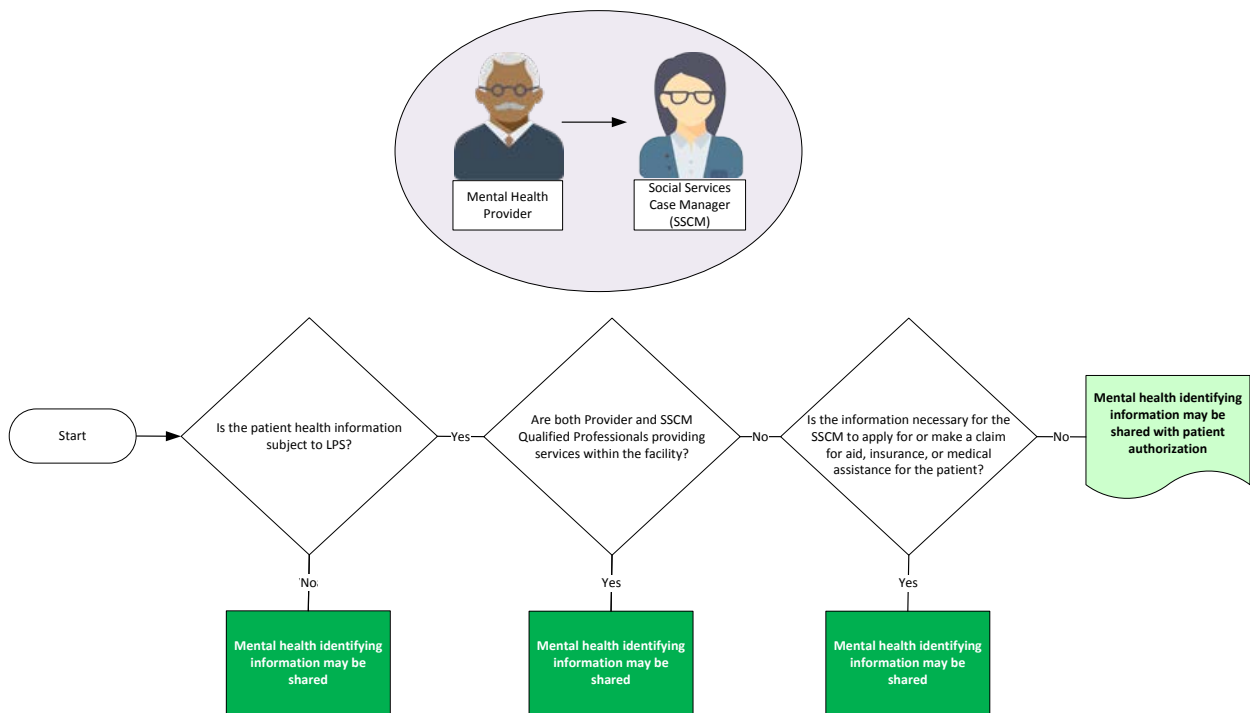 Mental Health
Provider
Social Services
Case Manager
(SSCM)
Start
Is the patient health information
subject to LPS?
Yes
Are both Provider and SSCM
Qualified Professionals providing
services within the facility?
No
Is the information necessary for the
SSCM to apply for or make a claim
for aid, insurance, or medical
assistance for the patient?
No
Mental health identifying
information may be
shared with patient
authorization
No
Yes
Yes
Mental health identifying
information may be
shared
Mental health identifying
information may be
shared
Mental health identifying
information may be
shared